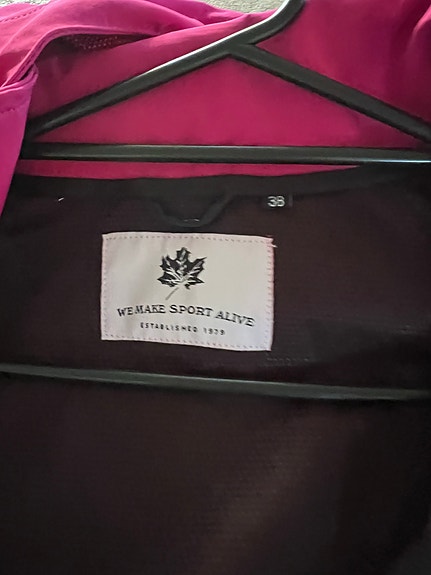 38
WE MAKE SPORT ALIVE
ESTABLISHED 1979